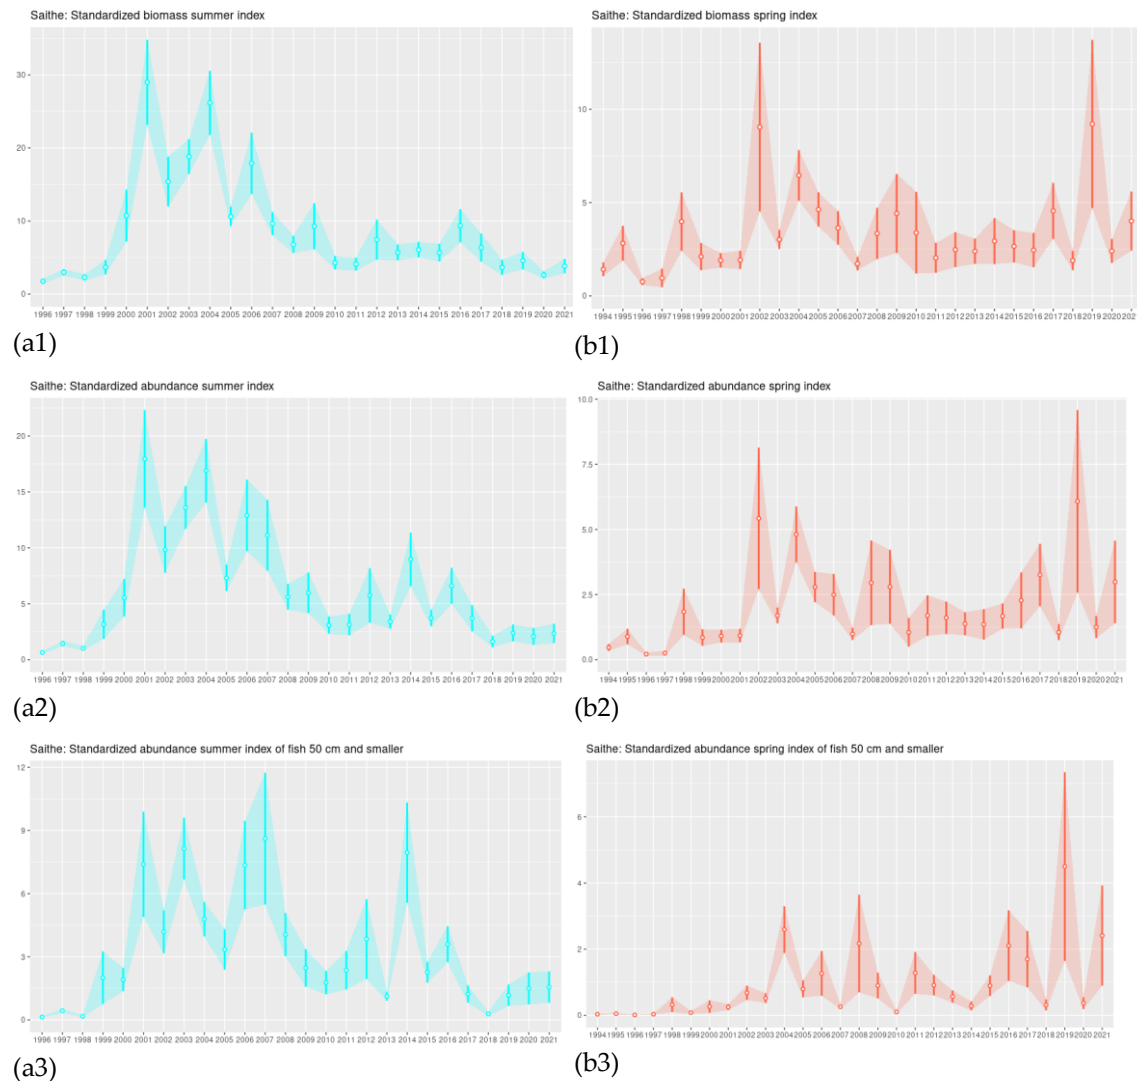 Saithe: Standardized biomass summer index
30
20
10
0
1996 1997 1998 1999 2000 2001 2002 2003 2004 2005 2006 2007 2008 2009 2010 2011 2012 2013 2014 2015 2016 2017 2018 2019 2020 2021
(a1)
Saithe: Standardized biomass spring index
10
5
0
1994 1995 1996 1997 1998 1999 2000 2001 2002 2003 2004 2005 2006 2007 2008 2009 2010 2011 2012 2013 2014 2015 2016 2017 2018 2019 2020 202
(b1)
Saithe: Standardized abundance summer index
20
15
10
5
0
1996 1997 1998 1999 2000 2001 2002 2003 2004 2005 2006 2007 2008 2009 2010 2011 2012 2013 2014 2015 2016 2017 2018 2019 2020 2021
(a2)
Saithe: Standardized abundance spring index
10.0
7.5
5.0
2.5
0.0
1994 1995 1996 1997 1998 1999 2000 2001 2002 2003 2004 2005 2006 2007 2008 2009 2010 2011 2012 2013 2014 2015 2016 2017 2018 2019 2020 2021
(b2)
Saithe: Standardized abundance summer index of fish 50 cm and smaller
12
9
6
3
0
1996 1997 1998 1999 2000 2001 2002 2003 2004 2005 2006 2007 2008 2009 2010 2011 2012 2013 2014 2015 2016 2017 2018 2019 2020 2021
(a3)
Saithe: Standardized abundance spring index of fish 50 cm and smaller
6
4
2
0
1994 1995 1996 1997 1998 1999 2000 2001 2002 2003 2004 2005 2006 2007 2008 2009 2010 2011 2012 2013 2014 2015 2016 2017 2018 2019 2020 2021
(b3)